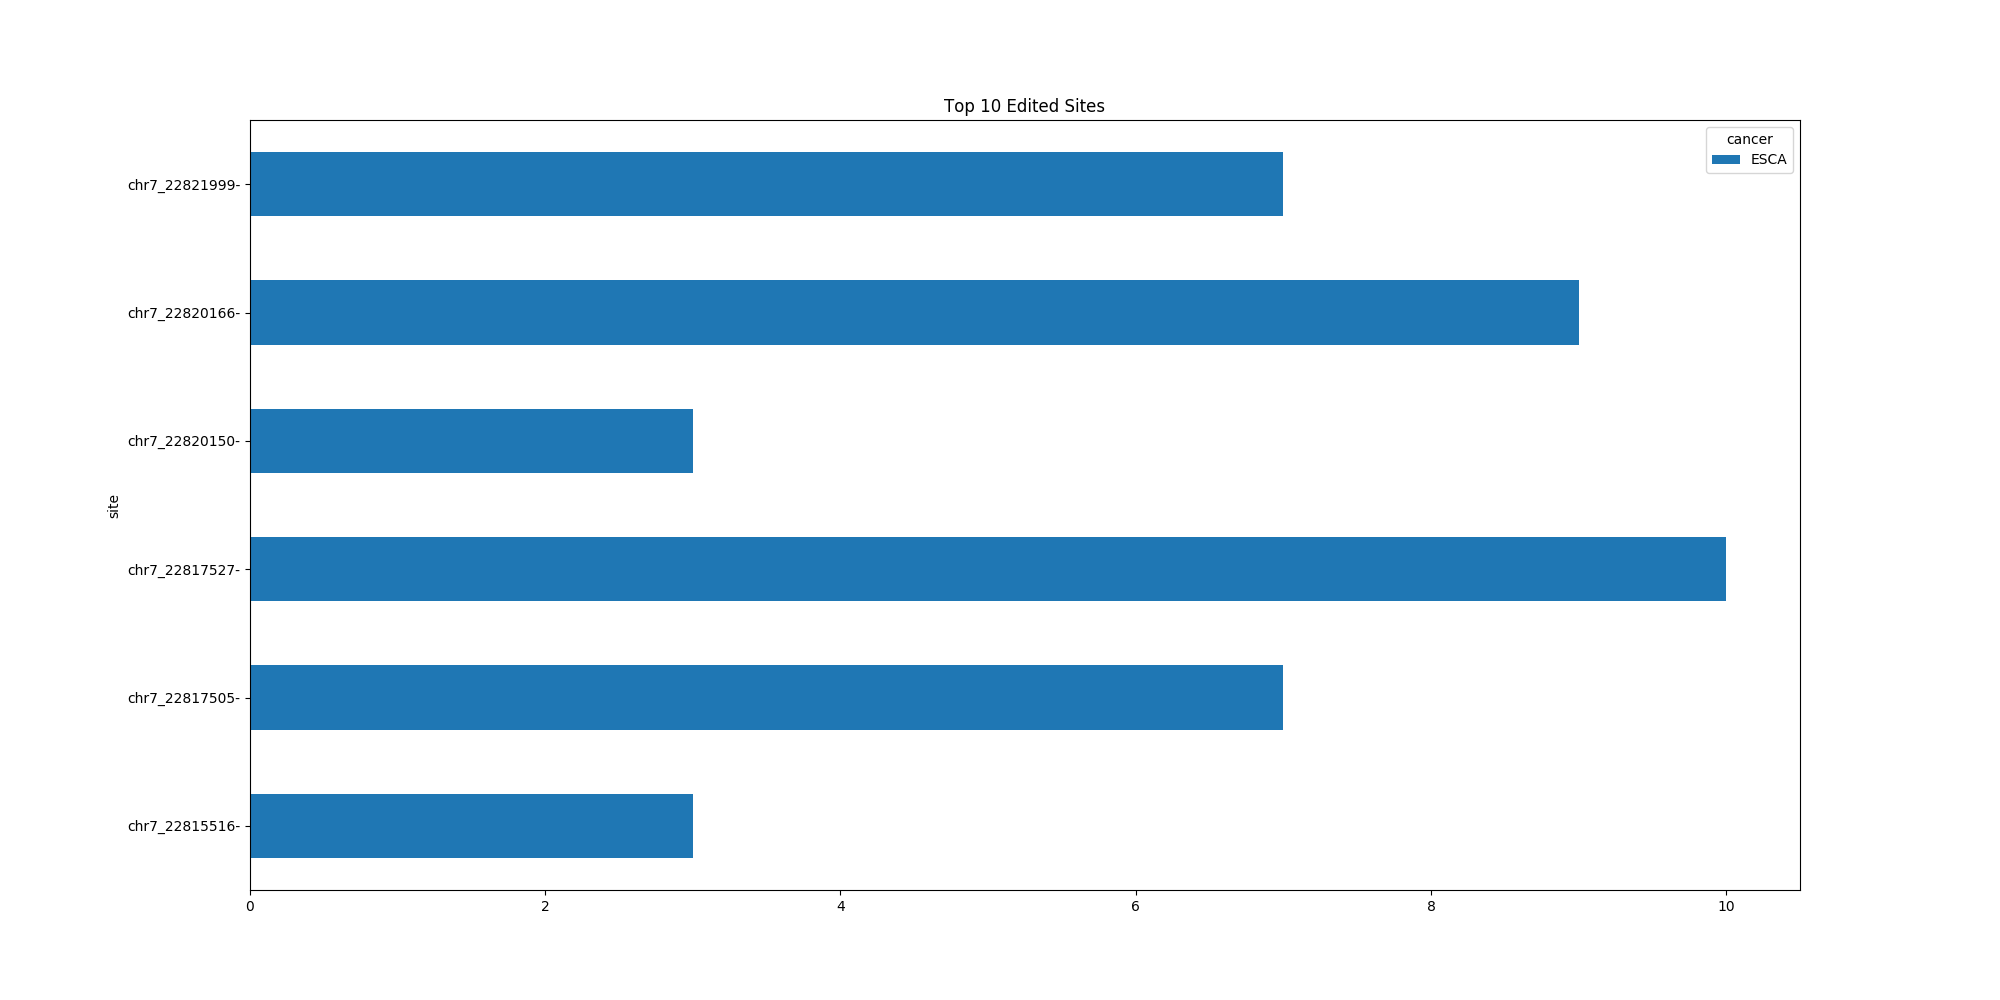 Top 10 Edited Sites
cancer
ESCA
chr7_22821999-
chr7_22820166-
chr7_22820150-
site
chr7_22817527-
chr7_22817505-
chr7_22815516-
0 2 4 6 8 10